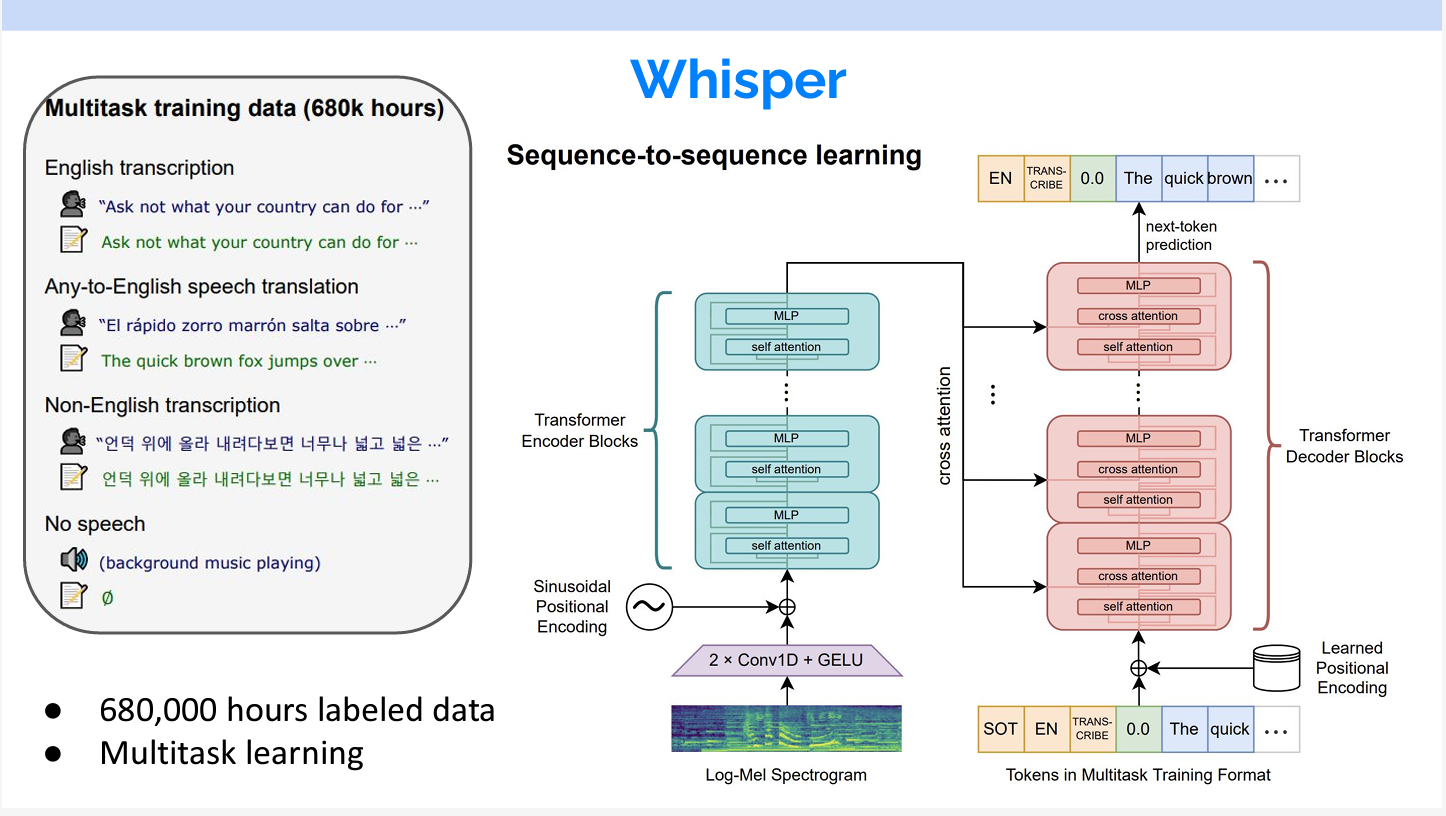 Whisper
Multitask training data (680k hours)
English transcription
“Ask not what your country can do for ⋯”
Ask not what your country can do for ⋯
Any-to-English speech translation
“El rápido zorro marrón salta sobre ⋯”
The quick brown fox jumps over ⋯
Non-English transcription
“언덕 위에 올라 내려다보면 너무나 넓고 넓은 ⋯”
언덕 위에 올라 내려다보면 너무나 넓고 넓은 ⋯
No speech
(background music playing)
∅
680,000 hours labeled data
Multitask learning
Sequence-to-sequence learning
EN TRANS-CRIBE 0.0 The quick brown ⋯
next-token
prediction
MLP
self attention
MLP
self attention
MLP
self attention
Transformer
Encoder Blocks
cross attention
MLP
cross attention
self attention
MLP
cross attention
self attention
MLP
cross attention
self attention
Transformer
Decoder Blocks
Sinusoidal
Positional
Encoding
2 × Conv1D + GELU
Log-Mel Spectrogram
Learned
Positional
Encoding
SOT EN TRANS-CRIBE 0.0 The quick ⋯
Tokens in Multitask Training Format